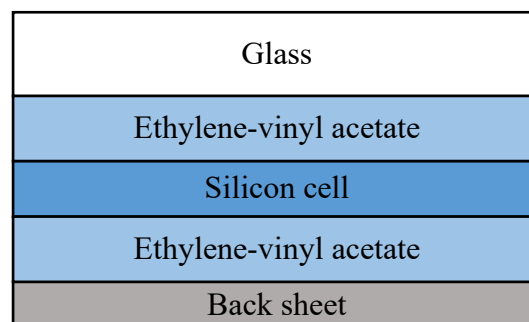 Glass
Ethylene-vinyl acetate
Silicon cell
Ethylene-vinyl acetate
Back sheet